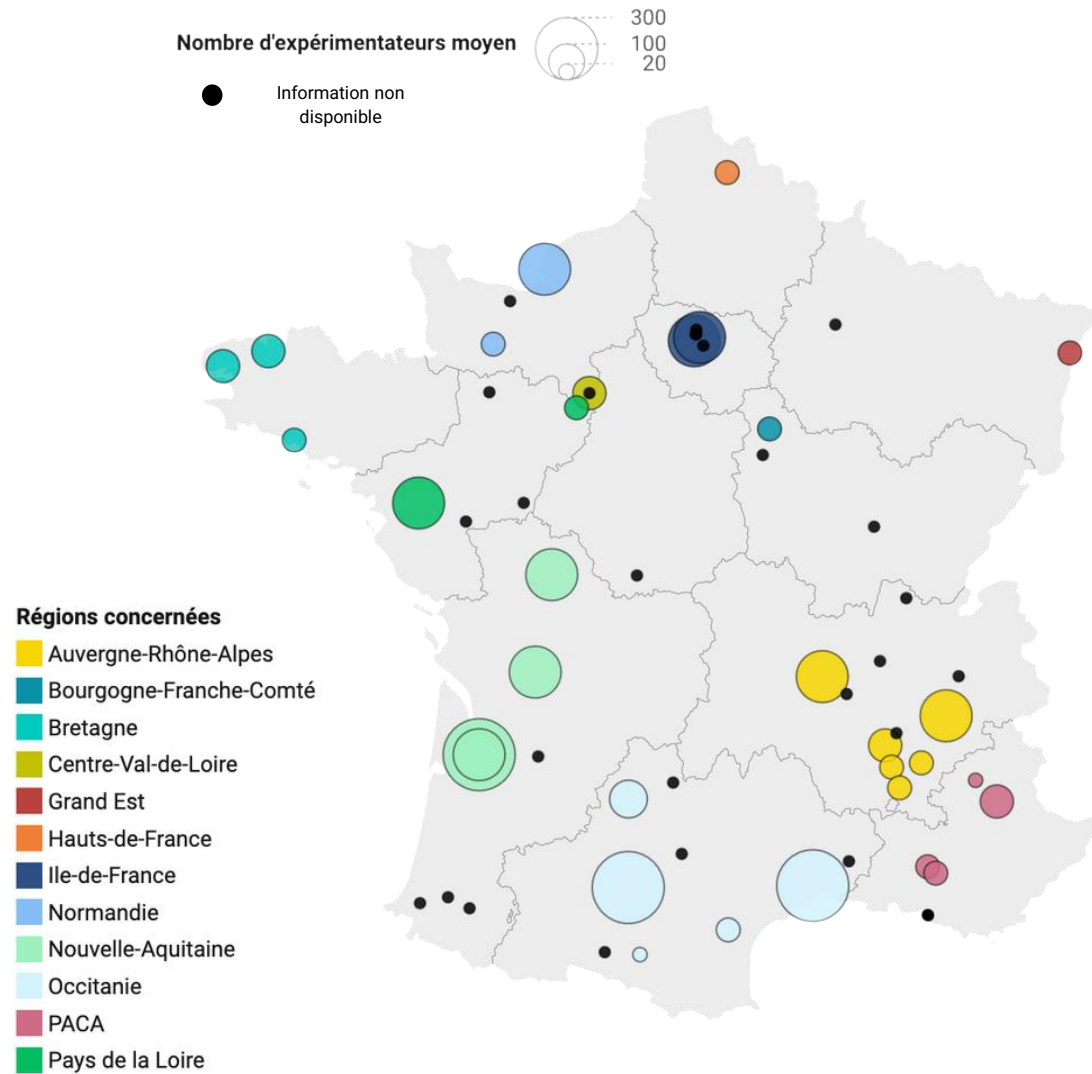 Nombre d'expérimentateurs moyen
300
100
20
Information non
disponible
Régions concernées
Auvergne-Rhône-Alpes
Bourgogne-Franche-Comté
Bretagne
Centre-Val-de-Loire
Grand Est
Hauts-de-France
Ile-de-France
Normandie
Nouvelle-Aquitaine
Occitanie
PACA
Pays de la Loire